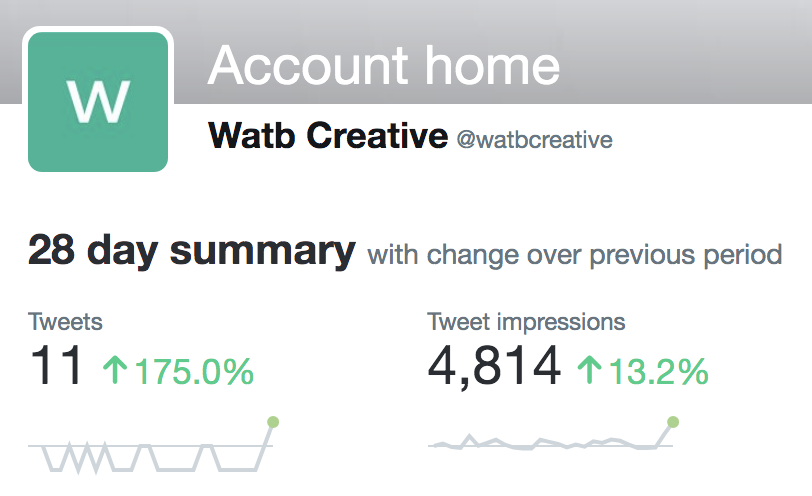 W
Account home
Watb Creative @watbcreative
28 day summary with change over previous period
Tweets
11 ↑175.0%
Tweet impressions
4,814 ↑13.2%